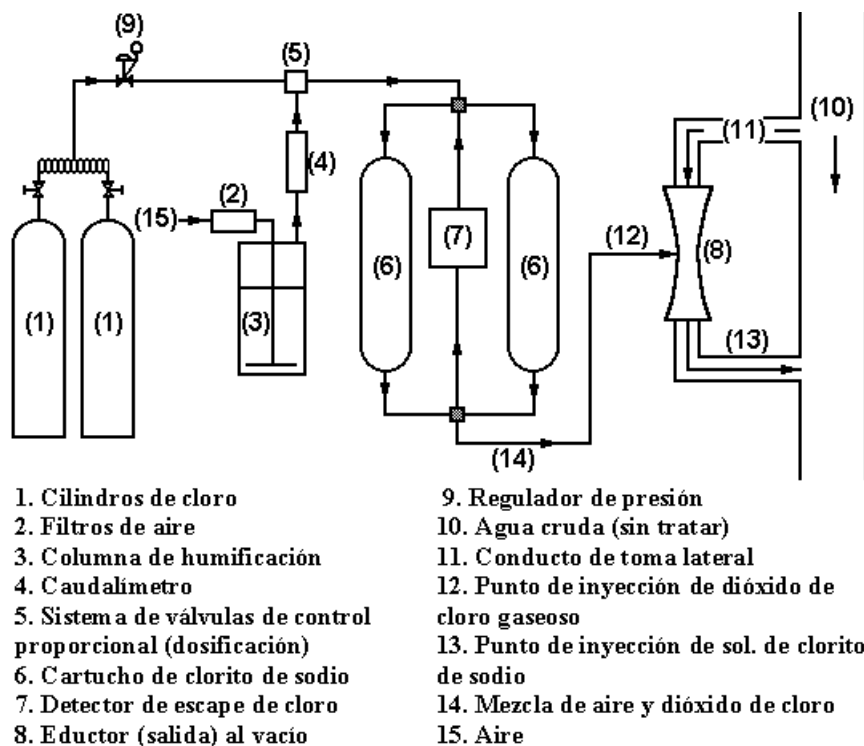 (9)
(5)
(10)
(11)
(4)
(2)
(15)
(12)
(8)
(6)
(7)
(6)
(1)
(1)
(3)
(13)
(14)
1. Cilindros de cloro
2. Filtros de aire
3. Columna de humificación
4. Caudalímetro
5. Sistema de válvulas de control
proporcional (dosificación)
6. Cartucho de clorito de sodio
7. Detector de escape de cloro
8. Eductor (salida) al vacío
9. Regulador de presión
10. Agua cruda (sin tratar)
11. Conducto de toma lateral
12. Punto de inyección de dióxido de
cloro gaseoso
13. Punto de inyección de sol. de clorito
de sodio
14. Mezcla de aire y dióxido de cloro
15. Aire